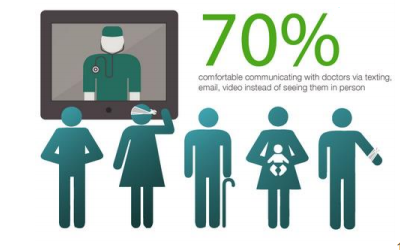 70%
comfortable communicating with doctors via texting,
email, video instead of seeing them in person